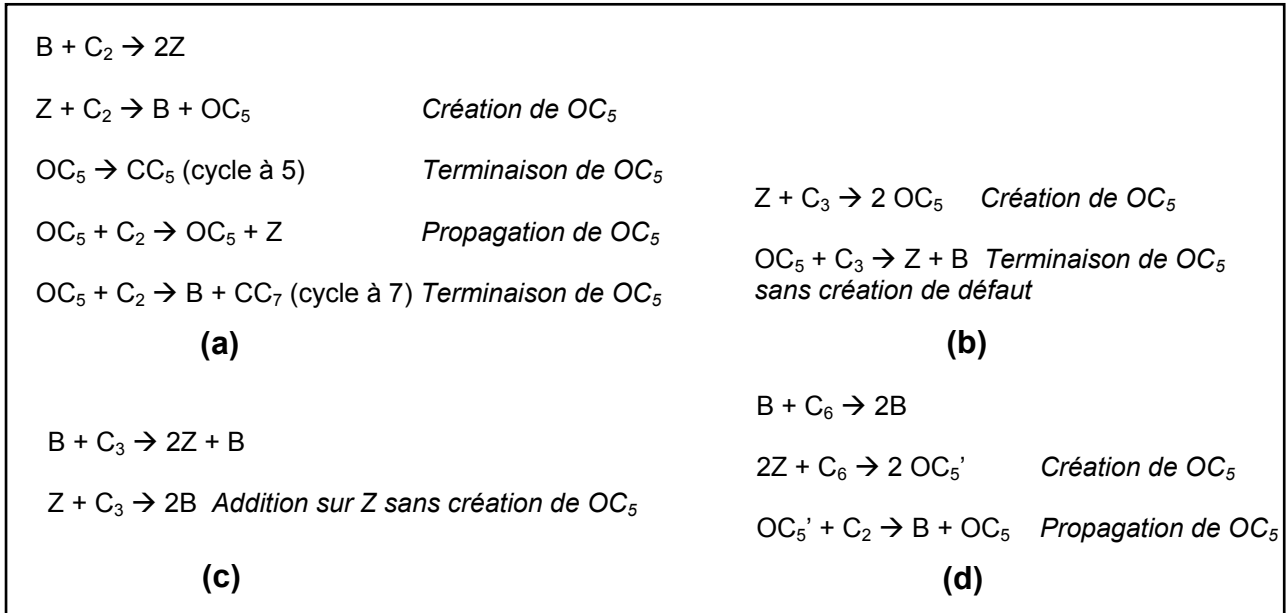 B + C₂ → 2Z
Z + C₂ → B + OC₅ Création de OC₅
OC₅ → CC₅ (cycle à 5) Terminaison de OC₅
OC₅ + C₂ → OC₅ + Z Propagation de OC₅
OC₅ + C₂ → B + CC₇ (cycle à 7) Terminaison de OC₅
(a)
Z + C₃ → 2 OC₅ Création de OC₅
OC₅ + C₃ → Z + B Terminaison de OC₅
sans création de défaut
(b)
B + C₃ → 2Z + B
Z + C₃ → 2B Addition sur Z sans création de OC₅
(c)
B + C₆ → 2B
2Z + C₆ → 2 OC₅’ Création de OC₅
OC₅’ + C₂ → B + OC₅ Propagation de OC₅
(d)